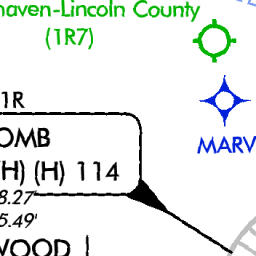 haven-Lincoln County
(1R7)
1R
MARV
OMB
(H) (H) 114
8.27'
5.49'
WOOD